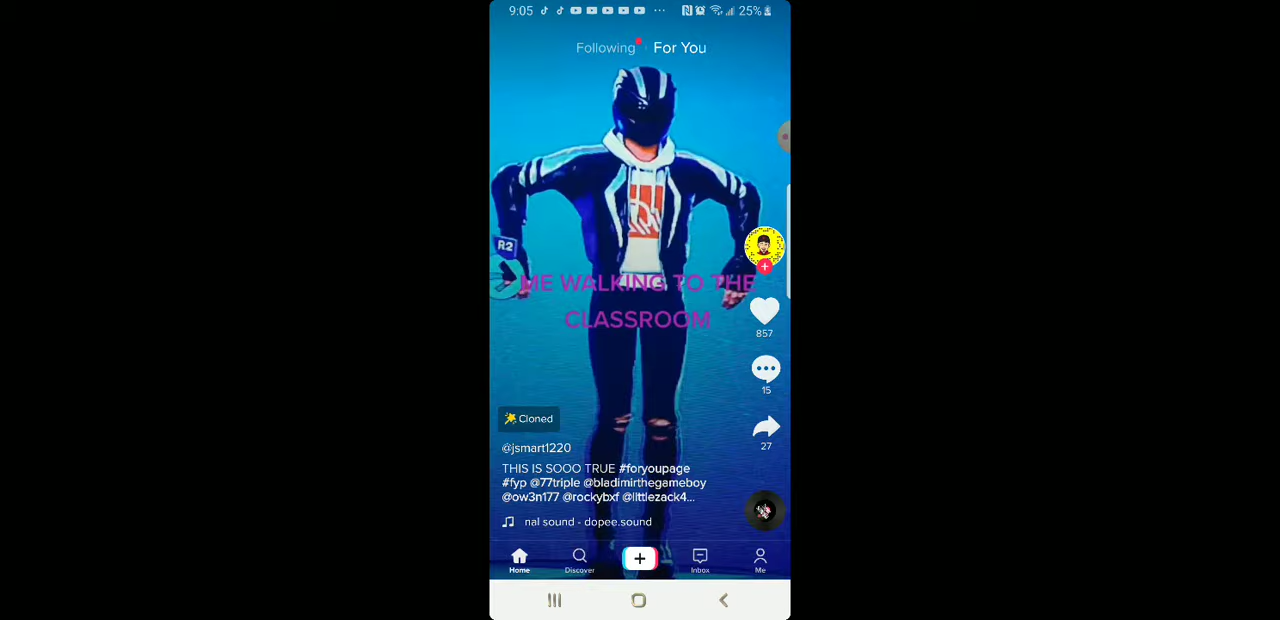 9:05
25%
Following
For You
R2
ME WALKING TO THE
CLASSROOM
857
15
27
Cloned
@jsmart1220
THIS IS SOOO TRUE #foryoupage
#fyp @77triple @bladimirthegameboy
@ow3n177 @rockybxf @littlezack4...
nal sound - dopee.sound
Home
Discover
Inbox
Me